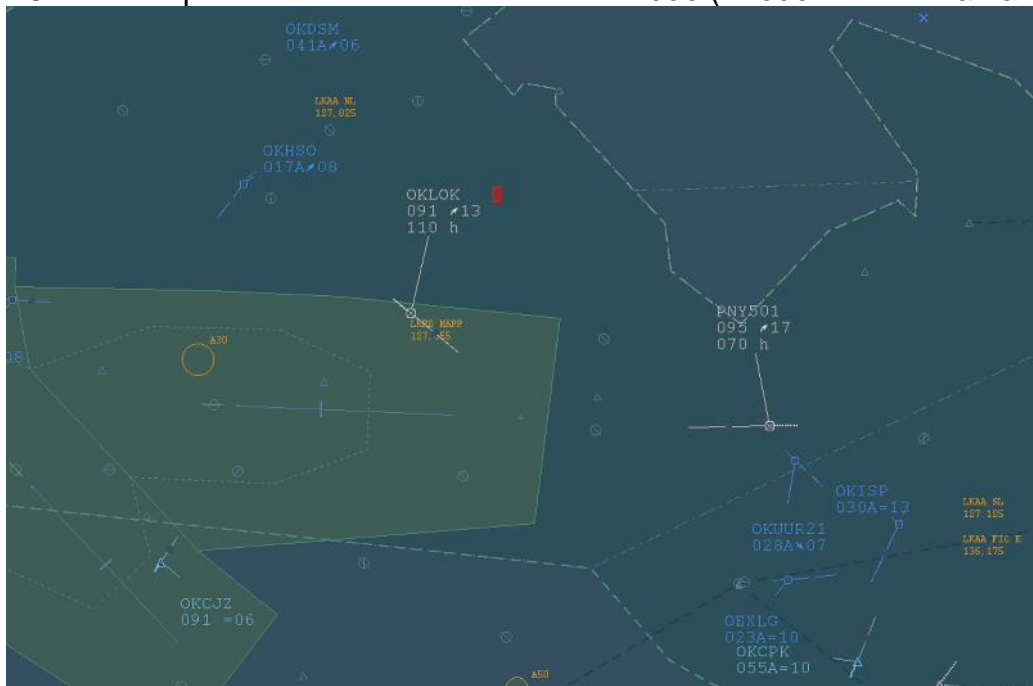 OKDSM
041A↗06
LKAA NL
127,825
OKHSO
017A↗08
OKLOK
091 ↗13
110 h
A30
PNY501
095 ↗17
070 h
08
OKISP
030A=13
OKUUR21
028A↘07
LKAA SL
127 125
LKAA FIC E
136,175
OKCJZ
091 =06
OEXLG
023A=10
OKCPK
055A=10
A50